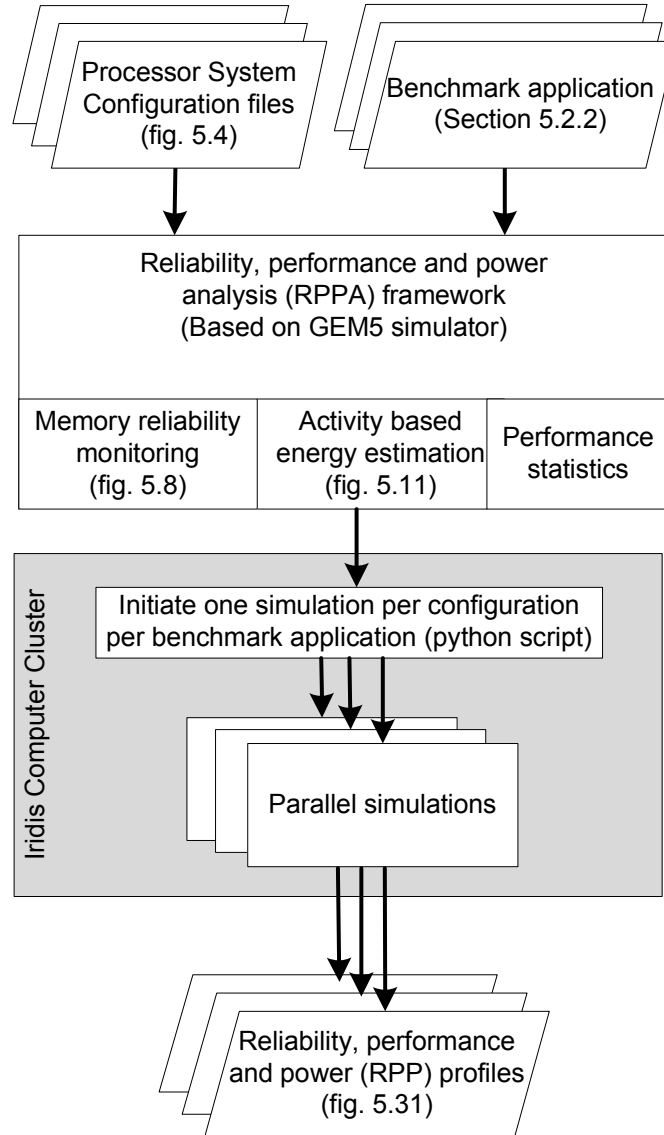 Processor System
Configuration files
(fig. 5.4)
Benchmark application
(Section 5.2.2)
Reliability, performance and power
analysis (RPPA) framework
(Based on GEM5 simulator)
Memory reliability
monitoring
(fig. 5.8)
Activity based
energy estimation
(fig. 5.11)
Performance
statistics
Iridis Computer Cluster
Initiate one simulation per configuration
per benchmark application (python script)
Parallel simulations
Reliability, performance
and power (RPP) profiles
(fig. 5.31)